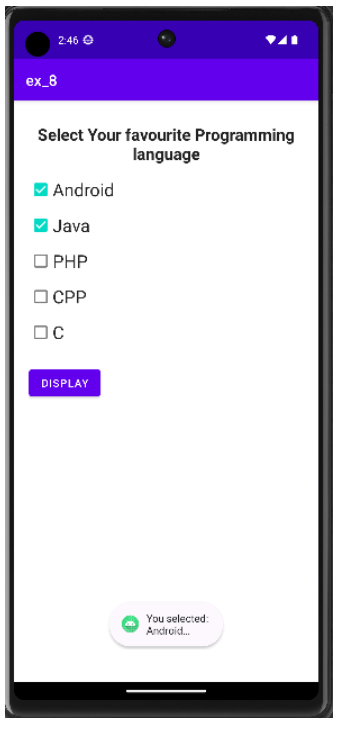 2:46
ex_8
Select Your favourite Programming
language
Android
Java
PHP
CPP
C
DISPLAY
You selected:
Android...